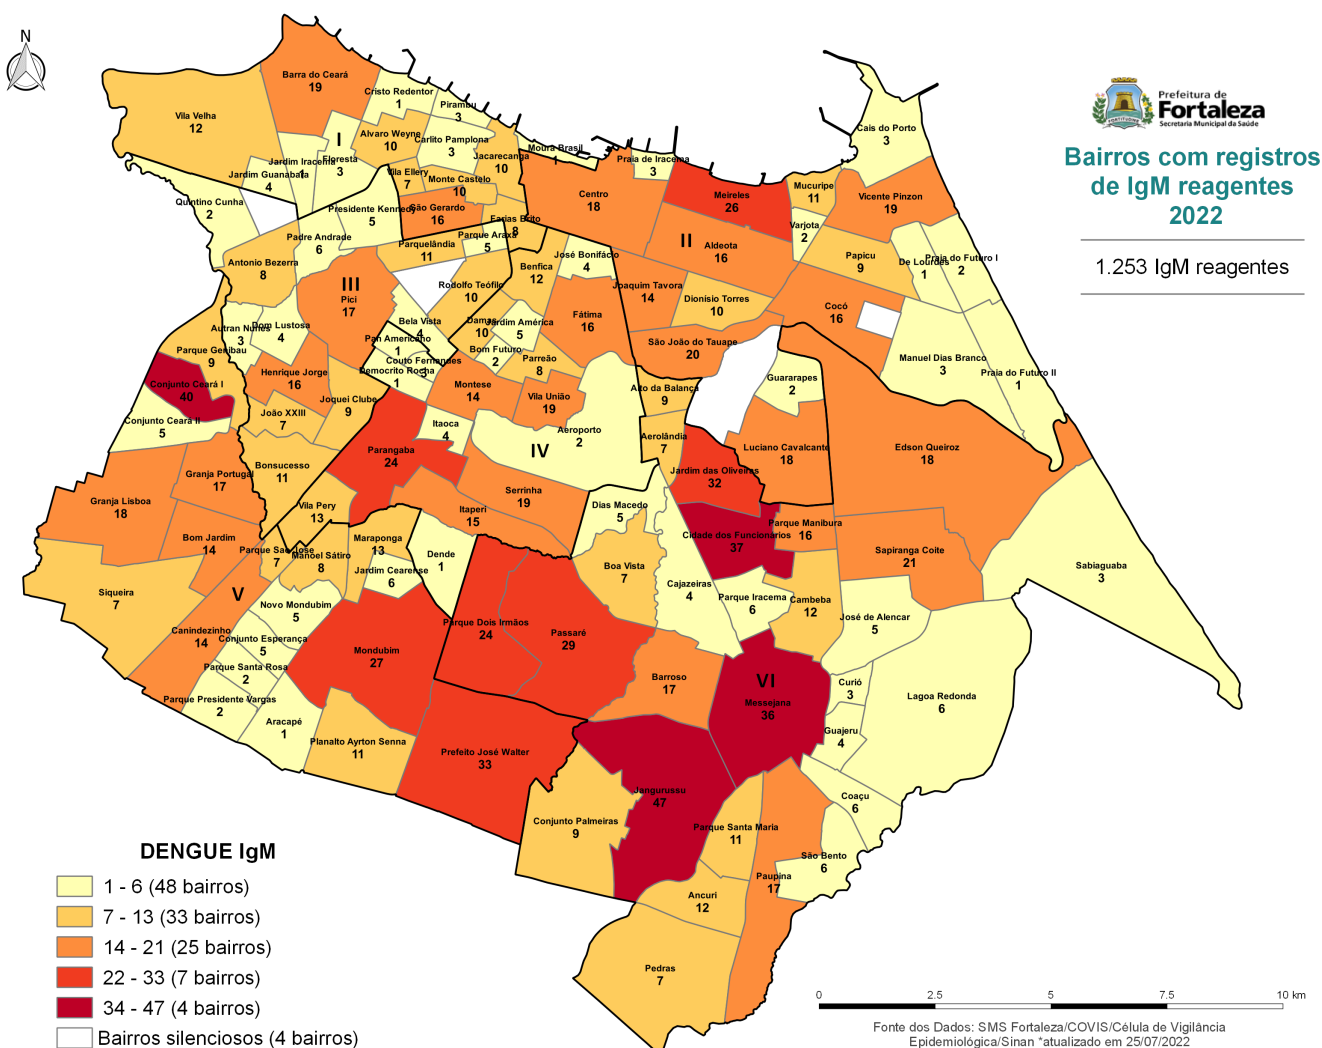 N
Prefeitura de
Fortaleza
Secretaria Municipal da Saúde
FORTITUDINE
Bairros com registros
de IgM reagentes
2022
1.253 IgM reagentes
Barra do Ceará
19
Vila Velha
12
Cristo Redentor
1
Pirambu
3
I
Alvaro Weyne
10
Carlito Pamplona
3
Jacarecanga
10
Moura Brasil
1
Jardim Iracema
1
Floresta
3
Jardim Guanabara
4
Vila Ellery
7
Monte Castelo
10
Praia de Iracema
3
Cais do Porto
3
Quintino Cunha
2
Presidente Kennedy
5
São Gerardo
16
Farias Brito
8
Centro
18
Meireles
26
Mucuripe
11
Vicente Pinzon
19
Varjota
2
Padre Andrade
6
Parquelândia
11
Parque Araxá
5
II
Aldeota
16
José Bonifácio
4
Papicu
9
De Lourdes
1
Praia do Futuro I
2
Antonio Bezerra
8
III
Pici
17
Rodolfo Teófilo
10
Benfica
12
Joaquim Tavora
14
Dionísio Torres
10
Cocó
16
Autran Nunes
3
Dom Lustosa
4
Bela Vista
4
Damas
10
Jardim América
5
Fátima
16
Pan Americano
1
Couto Fernandes
3
Democrito Rocha
1
Bom Futuro
2
Parreão
8
São João do Tauape
20
Manuel Dias Branco
3
Praia do Futuro II
1
Parque Genibau
9
Henrique Jorge
16
Conjunto Ceará I
40
João XXIII
7
Joquei Clube
9
Montese
14
Vila União
19
Alto da Balança
9
Guararapes
2
Conjunto Ceará II
5
Itaoca
4
Aeroporto
2
Aerolândia
7
Luciano Cavalcante
18
Edson Queiroz
18
Parangaba
24
IV
Bonsucesso
11
Granja Portugal
17
Granja Lisboa
18
Serrinha
19
Jardim das Oliveiras
32
Vila Pery
13
Itaperi
15
Dias Macedo
5
Parque Manibura
16
Cidade dos Funcionários
37
Bom Jardim
14
Parque São José
7
Manoel Sátiro
8
Maraponga
13
Dende
1
Jardim Cearense
6
Boa Vista
7
Sapiranga Coite
21
Sabiaguaba
3
Siqueira
7
V
Novo Mondubim
5
Cajazeiras
4
Parque Iracema
6
Cambeba
12
José de Alencar
5
Canindezinho
14
Conjunto Esperança
5
Parque Dois Irmãos
24
Passaré
29
Mondubim
27
Parque Santa Rosa
2
Barroso
17
VI
Messejana
36
Curió
3
Lagoa Redonda
6
Parque Presidente Vargas
2
Aracapé
1
Guajeru
4
Planalto Ayrton Senna
11
Prefeito José Walter
33
Jangurussu
47
Coaçu
6
Conjunto Palmeiras
9
Parque Santa Maria
11
São Bento
6
Paupina
17
Ancuri
12
Pedras
7
DENGUE IgM
1 - 6 (48 bairros)
7 - 13 (33 bairros)
14 - 21 (25 bairros)
22 - 33 (7 bairros)
34 - 47 (4 bairros)
Bairros silenciosos (4 bairros)
0 2.5 5 7.5 10 km
Fonte dos Dados: SMS Fortaleza/COVIS/Célula de Vigilância
Epidemiológica/Sinan *atualizado em 25/07/2022